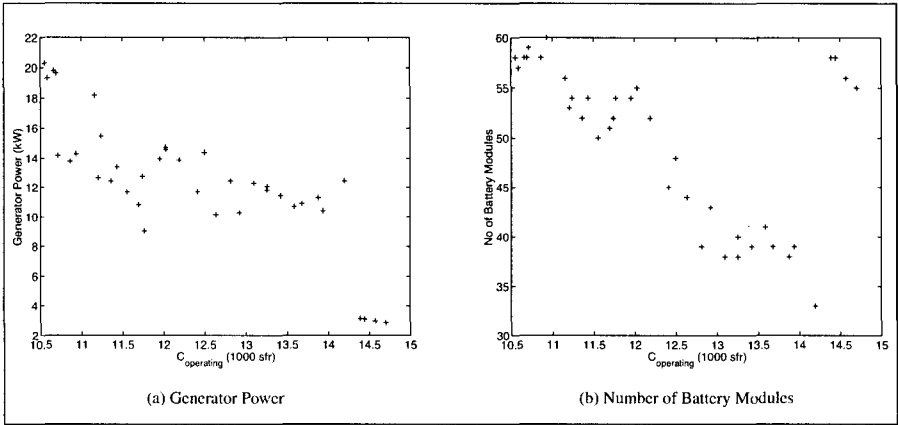 22
20
18
16
14
12
10
8
6
4
2
Generator Power (kW)
10.5 11 11.5 12 12.5 13 13.5 14 14.5 15
C_operating (1000 sfr)
(a) Generator Power
60
55
50
45
40
35
30
No of Battery Modules
10.5 11 11.5 12 12.5 13 13.5 14 14.5 15
C_operating (1000 sfr)
(b) Number of Battery Modules